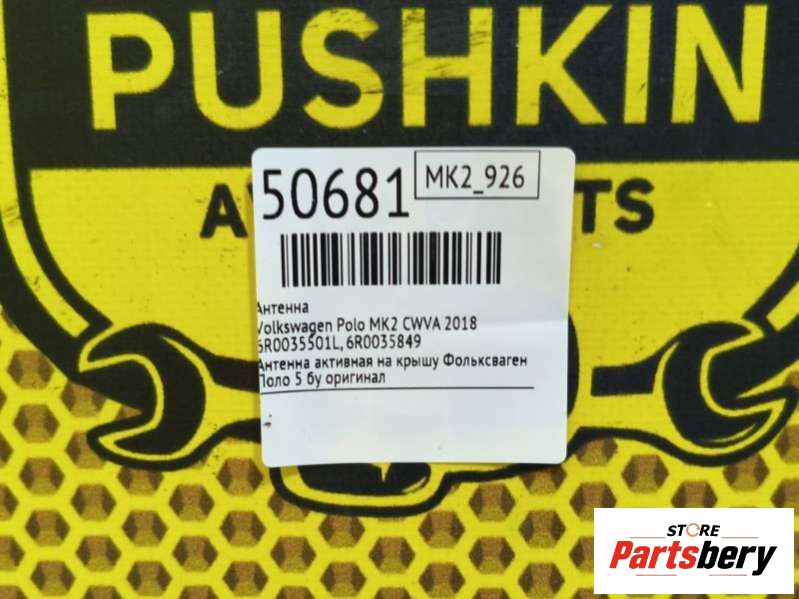 PUSHKIN
50681
MK2_926
Антенна
Volkswagen Polo MK2 CWVA 2018
6R0035501L, 6R0035849
Антенна активная на крышу Фольксваген
Поло 5 бу оригинал
STORE
Partsbery